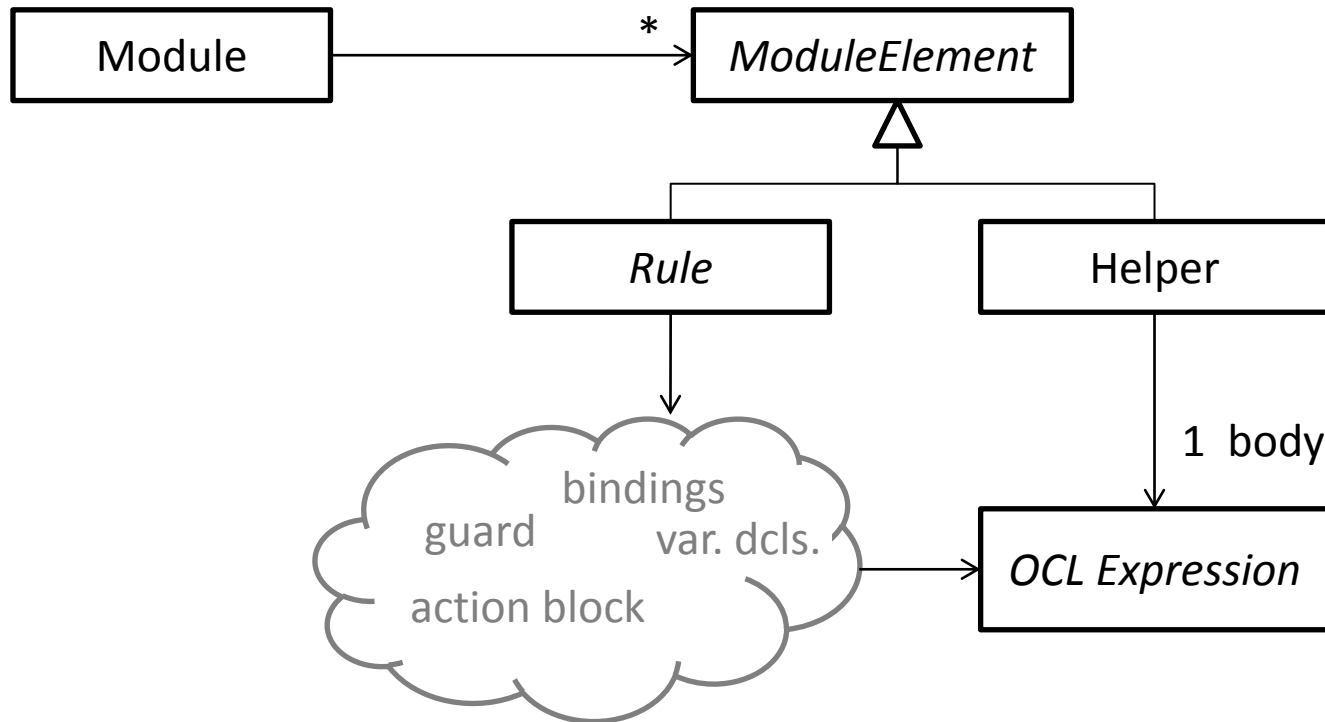 Module
*
ModuleElement
Rule
Helper
1 body
bindings
guard
var. dcls.
action block
OCL Expression